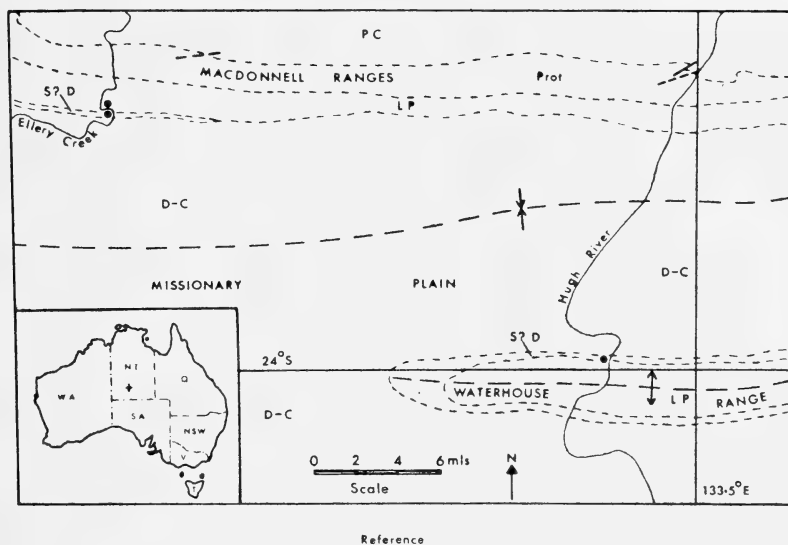 PC
MACDONNELL RANGES Prot
S?D
LP
Ellery Creek
D-C
MISSIONARY PLAIN
Hugh River
D-C
S?D
24°S
WATERHOUSE LP RANGE
D-C
0 2 4 6 mls
Scale
N
133·5°E
WA
NT
Q
SA
NSW
V
T
Reference